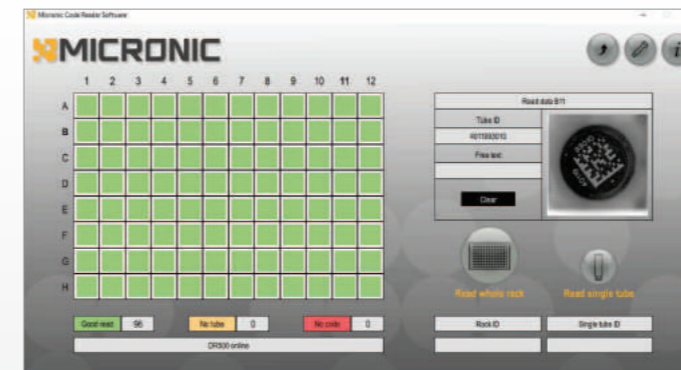 Micronic Code Reader Software
MICRONIC
i
1 2 3 4 5 6 7 8 9 10 11 12
A
B
C
D
E
F
G
H
Read data B11
Tube ID
Free text
Clear
Read whole rack
Read single tube
Good read 96 No tube 0 No code 0
Rack ID Single tube ID
DR500 online